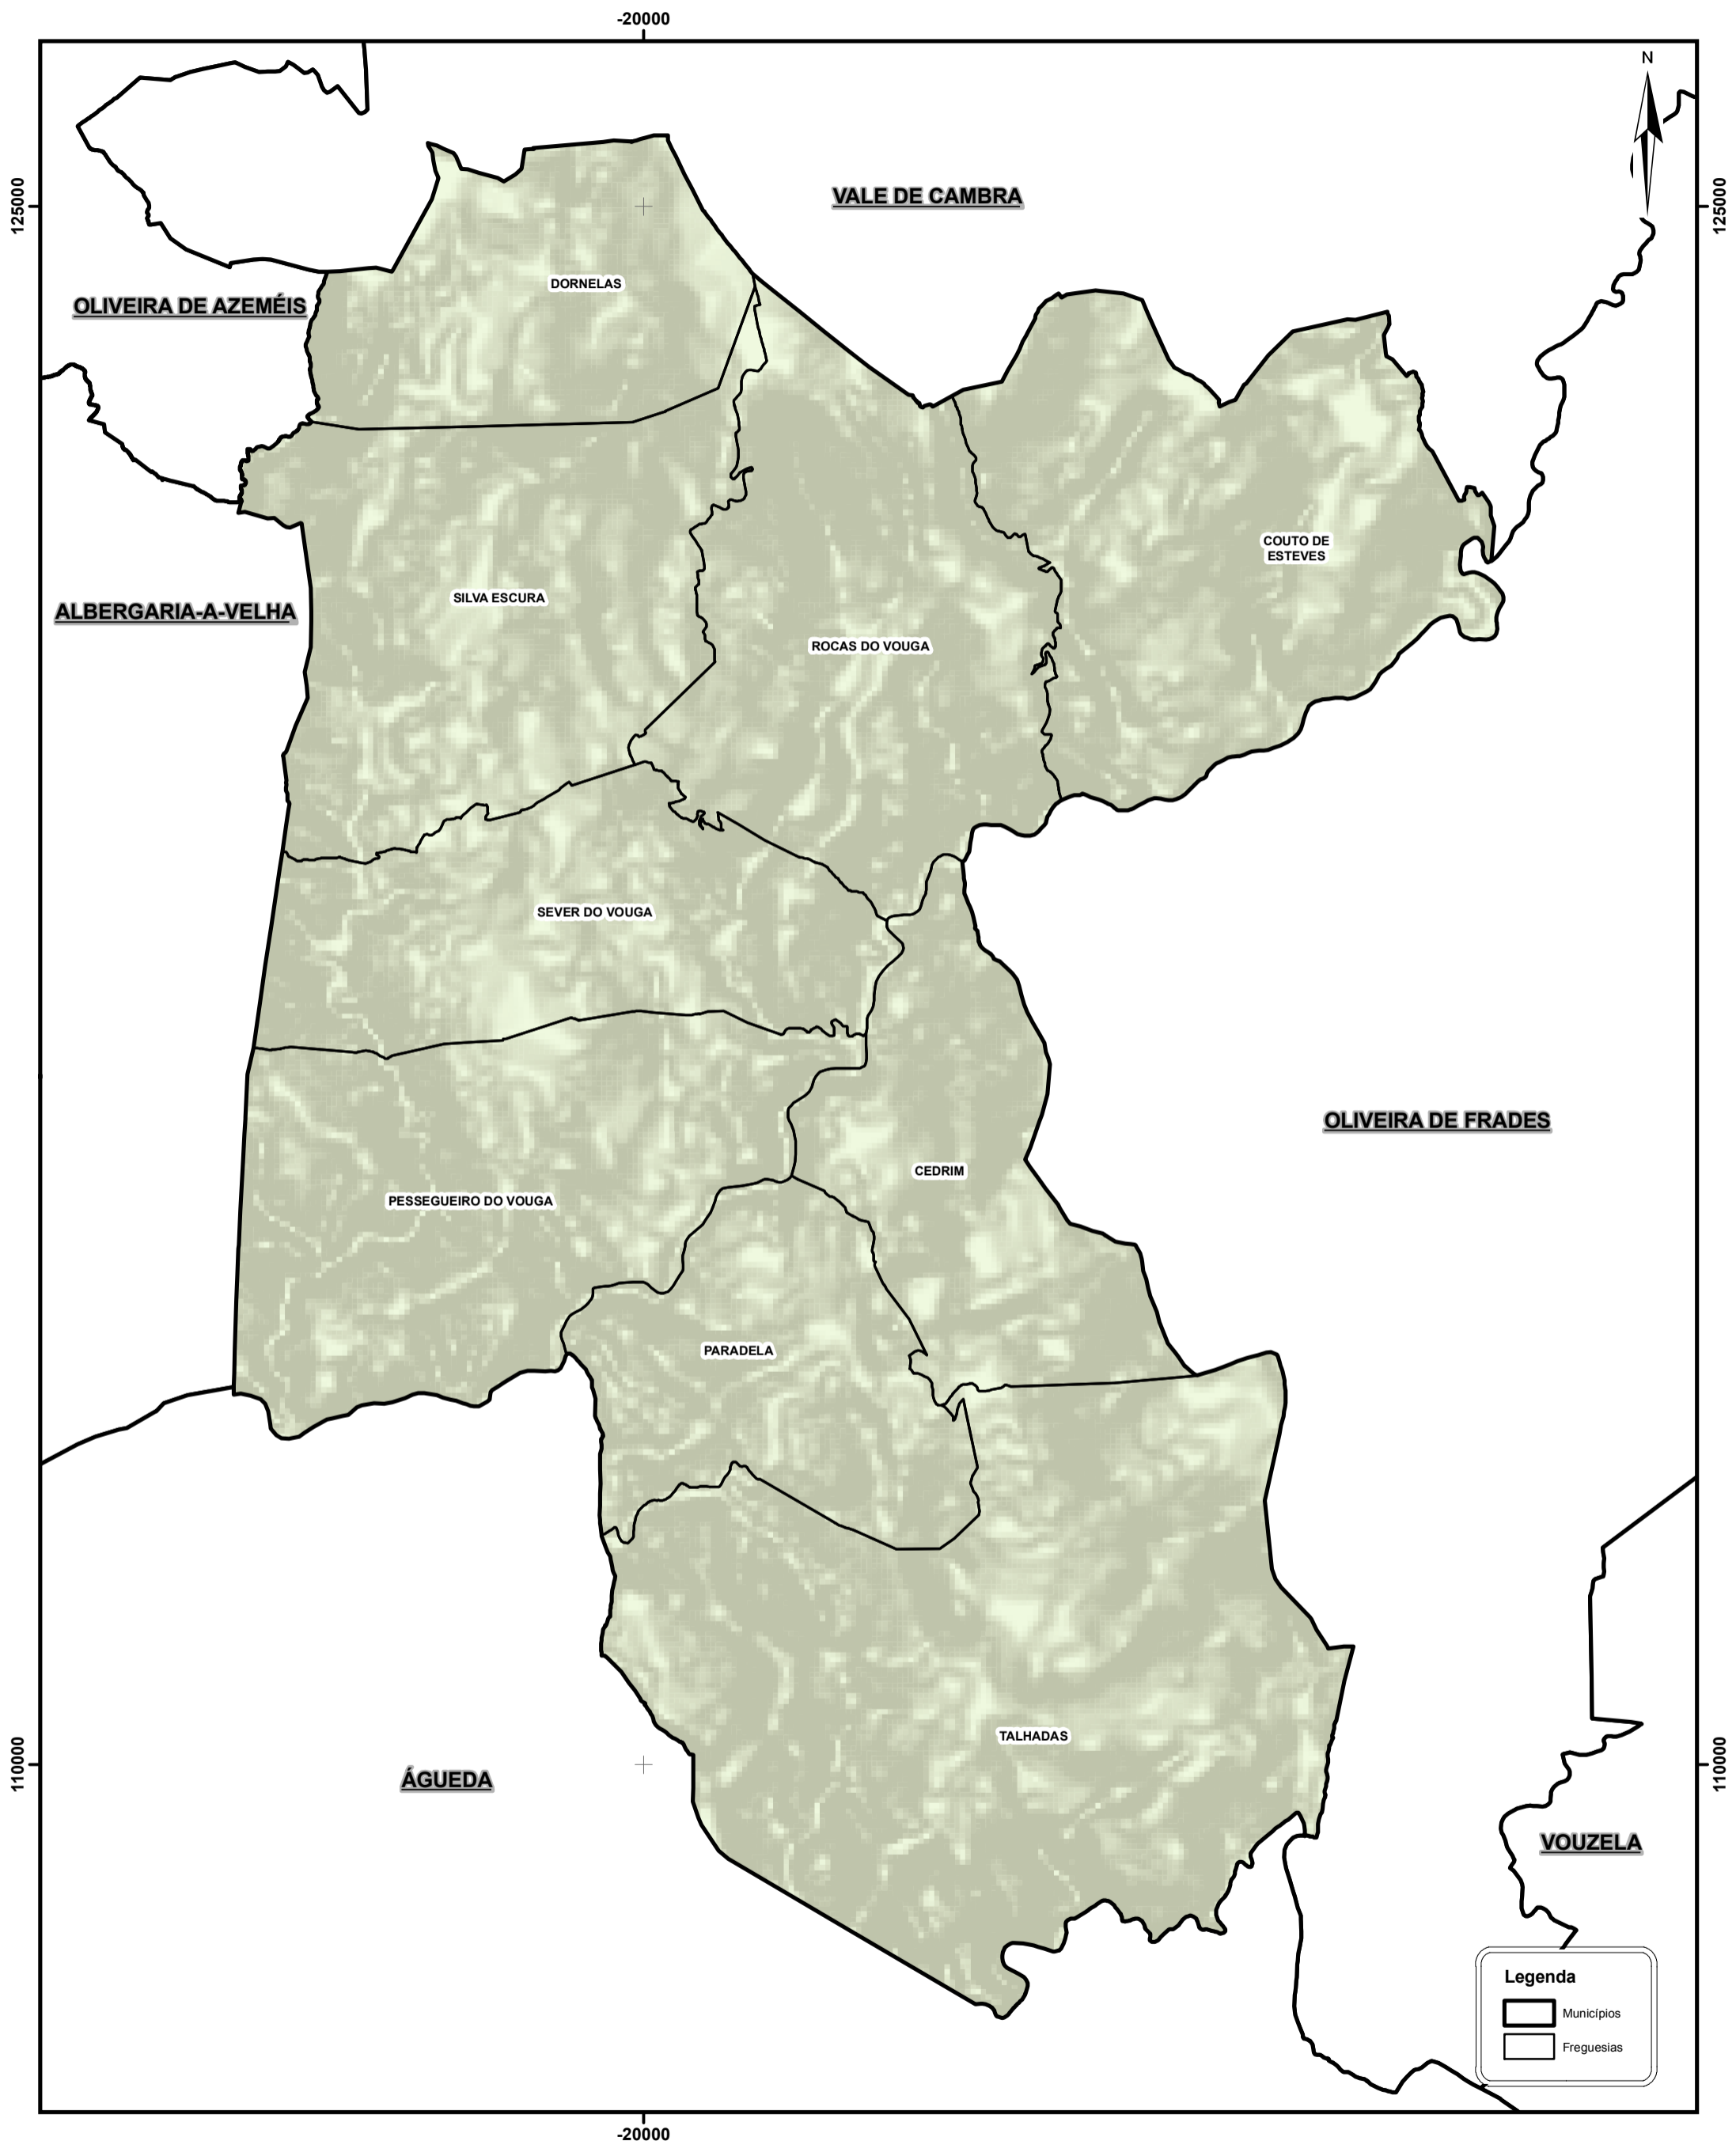 -20000
N
125000
125000
VALE DE CAMBRA
DORNELAS
OLIVEIRA DE AZEMÉIS
COUTO DE
ESTEVES
SILVA ESCURA
ALBERGARIA-A-VELHA
ROCAS DO VOUGA
SEVER DO VOUGA
OLIVEIRA DE FRADES
CEDRIM
PESSEGUEIRO DO VOUGA
PARADELA
TALHADAS
110000
110000
ÁGUEDA
VOUZELA
Legenda
Municípios
Freguesias
-20000